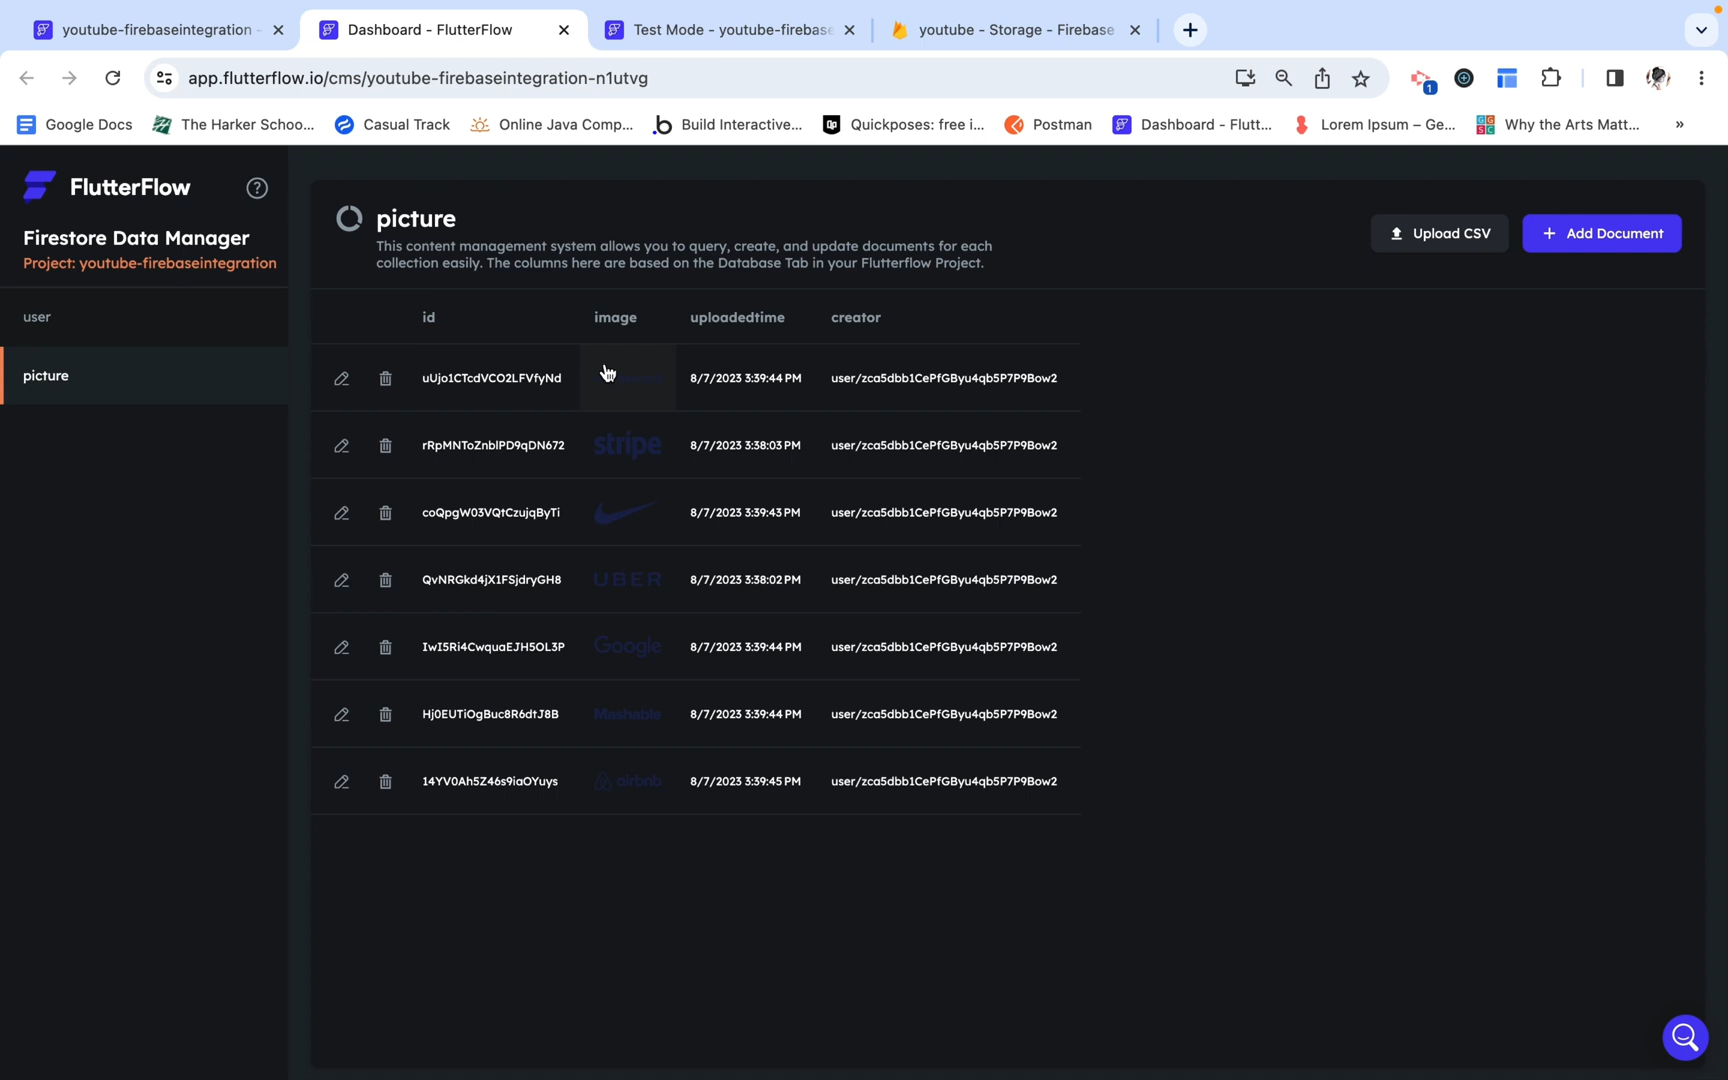 youtube-firebaseintegration -
Dashboard - FlutterFlow
Test Mode - youtube-firebase
youtube - Storage - Firebase
app.flutterflow.io/cms/youtube-firebaseintegration-n1utvg
1
Google Docs
The Harker Schoo...
Casual Track
Online Java Comp...
Build Interactive...
Quickposes: free i...
Postman
Dashboard - Flutt...
Lorem Ipsum – Ge...
Why the Arts Matt...
»
FlutterFlow
?
Firestore Data Manager
Project: youtube-firebaseintegration
user
picture
picture
This content management system allows you to query, create, and update documents for each
collection easily. The columns here are based on the Database Tab in your Flutterflow Project.
Upload CSV
+ Add Document
id image uploadedtime creator
uUjo1CTcdVCO2LFVfyNd 8/7/2023 3:39:44 PM user/zca5dbb1CePfGByu4qb5P7P9Bow2
rRpMNToZnblPD9qDN672 stripe 8/7/2023 3:38:03 PM user/zca5dbb1CePfGByu4qb5P7P9Bow2
coQpgW03VQtCzujqByTi 8/7/2023 3:39:43 PM user/zca5dbb1CePfGByu4qb5P7P9Bow2
QvNRGkd4jX1FSjdryGH8 UBER 8/7/2023 3:38:02 PM user/zca5dbb1CePfGByu4qb5P7P9Bow2
IwI5Ri4CwquaEJH5OL3P Google 8/7/2023 3:39:44 PM user/zca5dbb1CePfGByu4qb5P7P9Bow2
Hj0EUTiOgBuc8R6dtJ8B Mashable 8/7/2023 3:39:44 PM user/zca5dbb1CePfGByu4qb5P7P9Bow2
14YV0Ah5Z46s9iaOYuys airbnb 8/7/2023 3:39:45 PM user/zca5dbb1CePfGByu4qb5P7P9Bow2